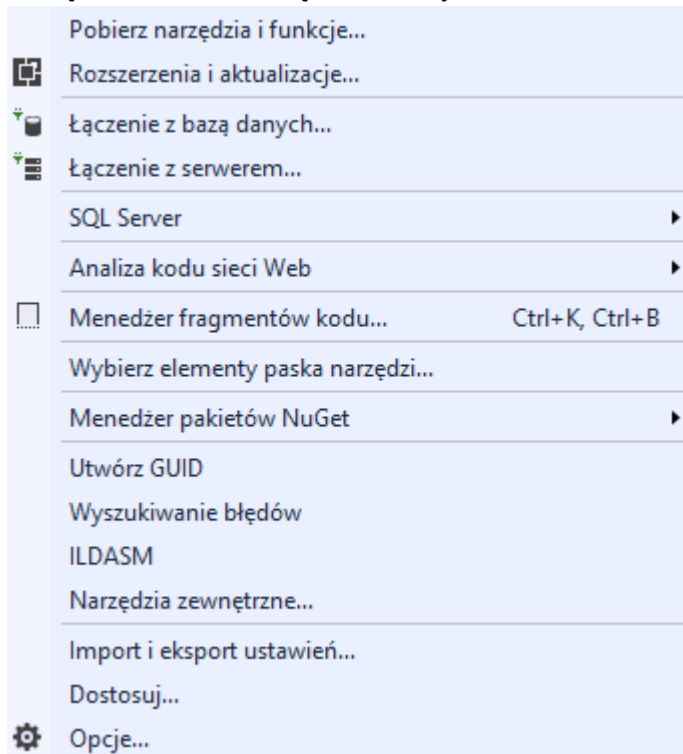 Pobierz narzędzia i funkcje...
Rozszerzenia i aktualizacje...
Łączenie z bazą danych...
Łączenie z serwerem...
SQL Server
Analiza kodu sieci Web
Menedżer fragmentów kodu... Ctrl+K, Ctrl+B
Wybierz elementy paska narzędzi...
Menedżer pakietów NuGet
Utwórz GUID
Wyszukiwanie błędów
ILDASM
Narzędzia zewnętrzne...
Import i eksport ustawień...
Dostosuj...
Opcje...